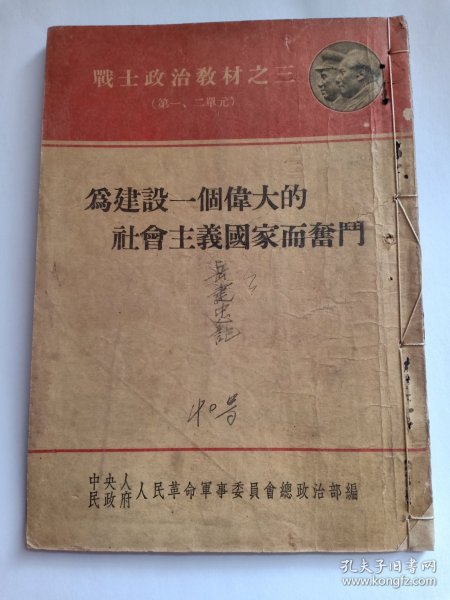 戰士政治教材之三
(第一、二單元)
爲建設一個偉大的
社會主義國家而奮鬥
中央人
民政府人民革命軍事委員會總政治部編
孔夫子旧书网
www.kongfz.com